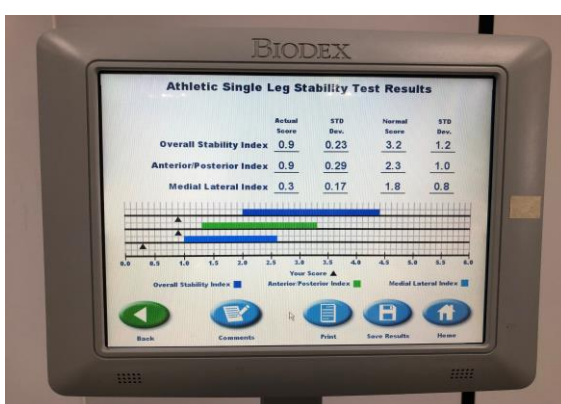 BIODEX
Athletic Single Leg Stability Test Results
Actual Score STD Dev. Normal Score STD Dev.
Overall Stability Index 0.9 0.23 3.2 1.2
Anterior/Posterior Index 0.9 0.29 2.3 1.0
Medial Lateral Index 0.3 0.17 1.8 0.8
0.0 0.5 1.0 1.5 2.0 2.5 3.0 3.5 4.0 4.5 5.0 5.5 6.0
Your Score ▲
Overall Stability Index Anterior/Posterior Index Medial Lateral Index
Back Comments Print Save Results Home